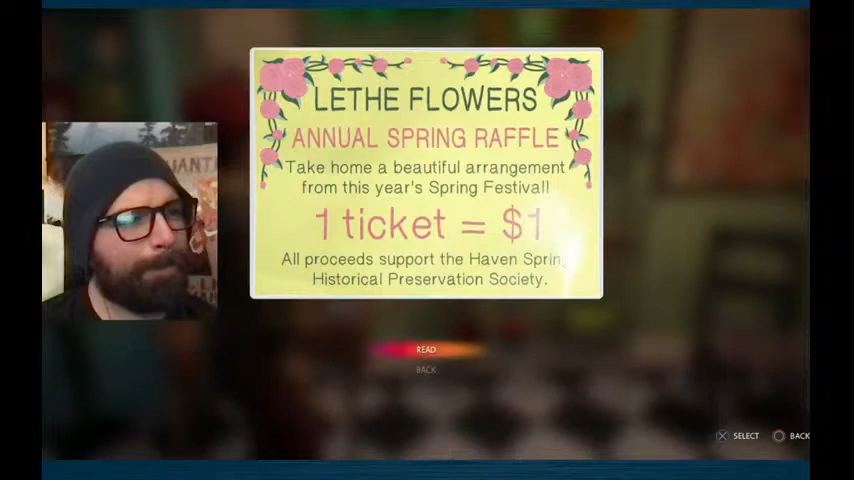 LETHE FLOWERS
ANNUAL SPRING RAFFLE
Take home a beautiful arrangement
from this year's Spring Festival!
1 ticket = $1
All proceeds support the Haven Spring
Historical Preservation Society.
READ
BACK
SELECT
BACK